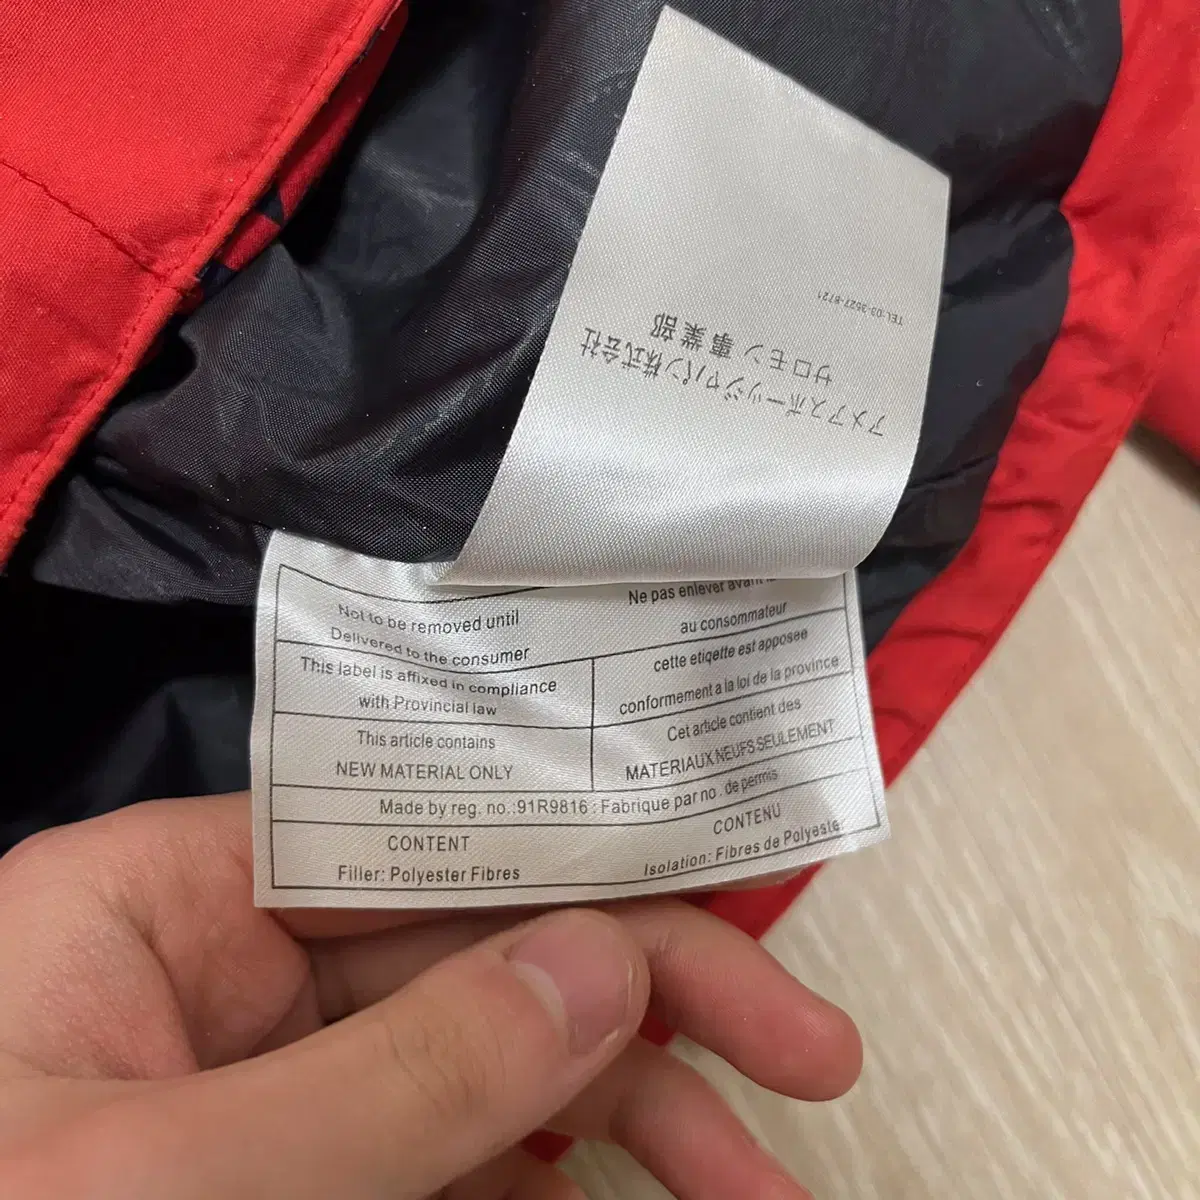 アメアスポーツジャパン株式会社
サロモン事業部
TEL:03-3527-8721
Not to be removed until
Delivered to the consumer
Ne pas enlever avant
au consommateur
This label is affixed in compliance
with Provincial law
cette etiqette est apposee
conformement a la loi de la province
This article contains
NEW MATERIAL ONLY
Cet article contient des
MATERIAUX NEUFS SEULEMENT
Made by reg. no.:91R9816 : Fabrique par no. de permis
CONTENT
CONTENU
Filler: Polyester Fibres
Isolation: Fibres de Polyester